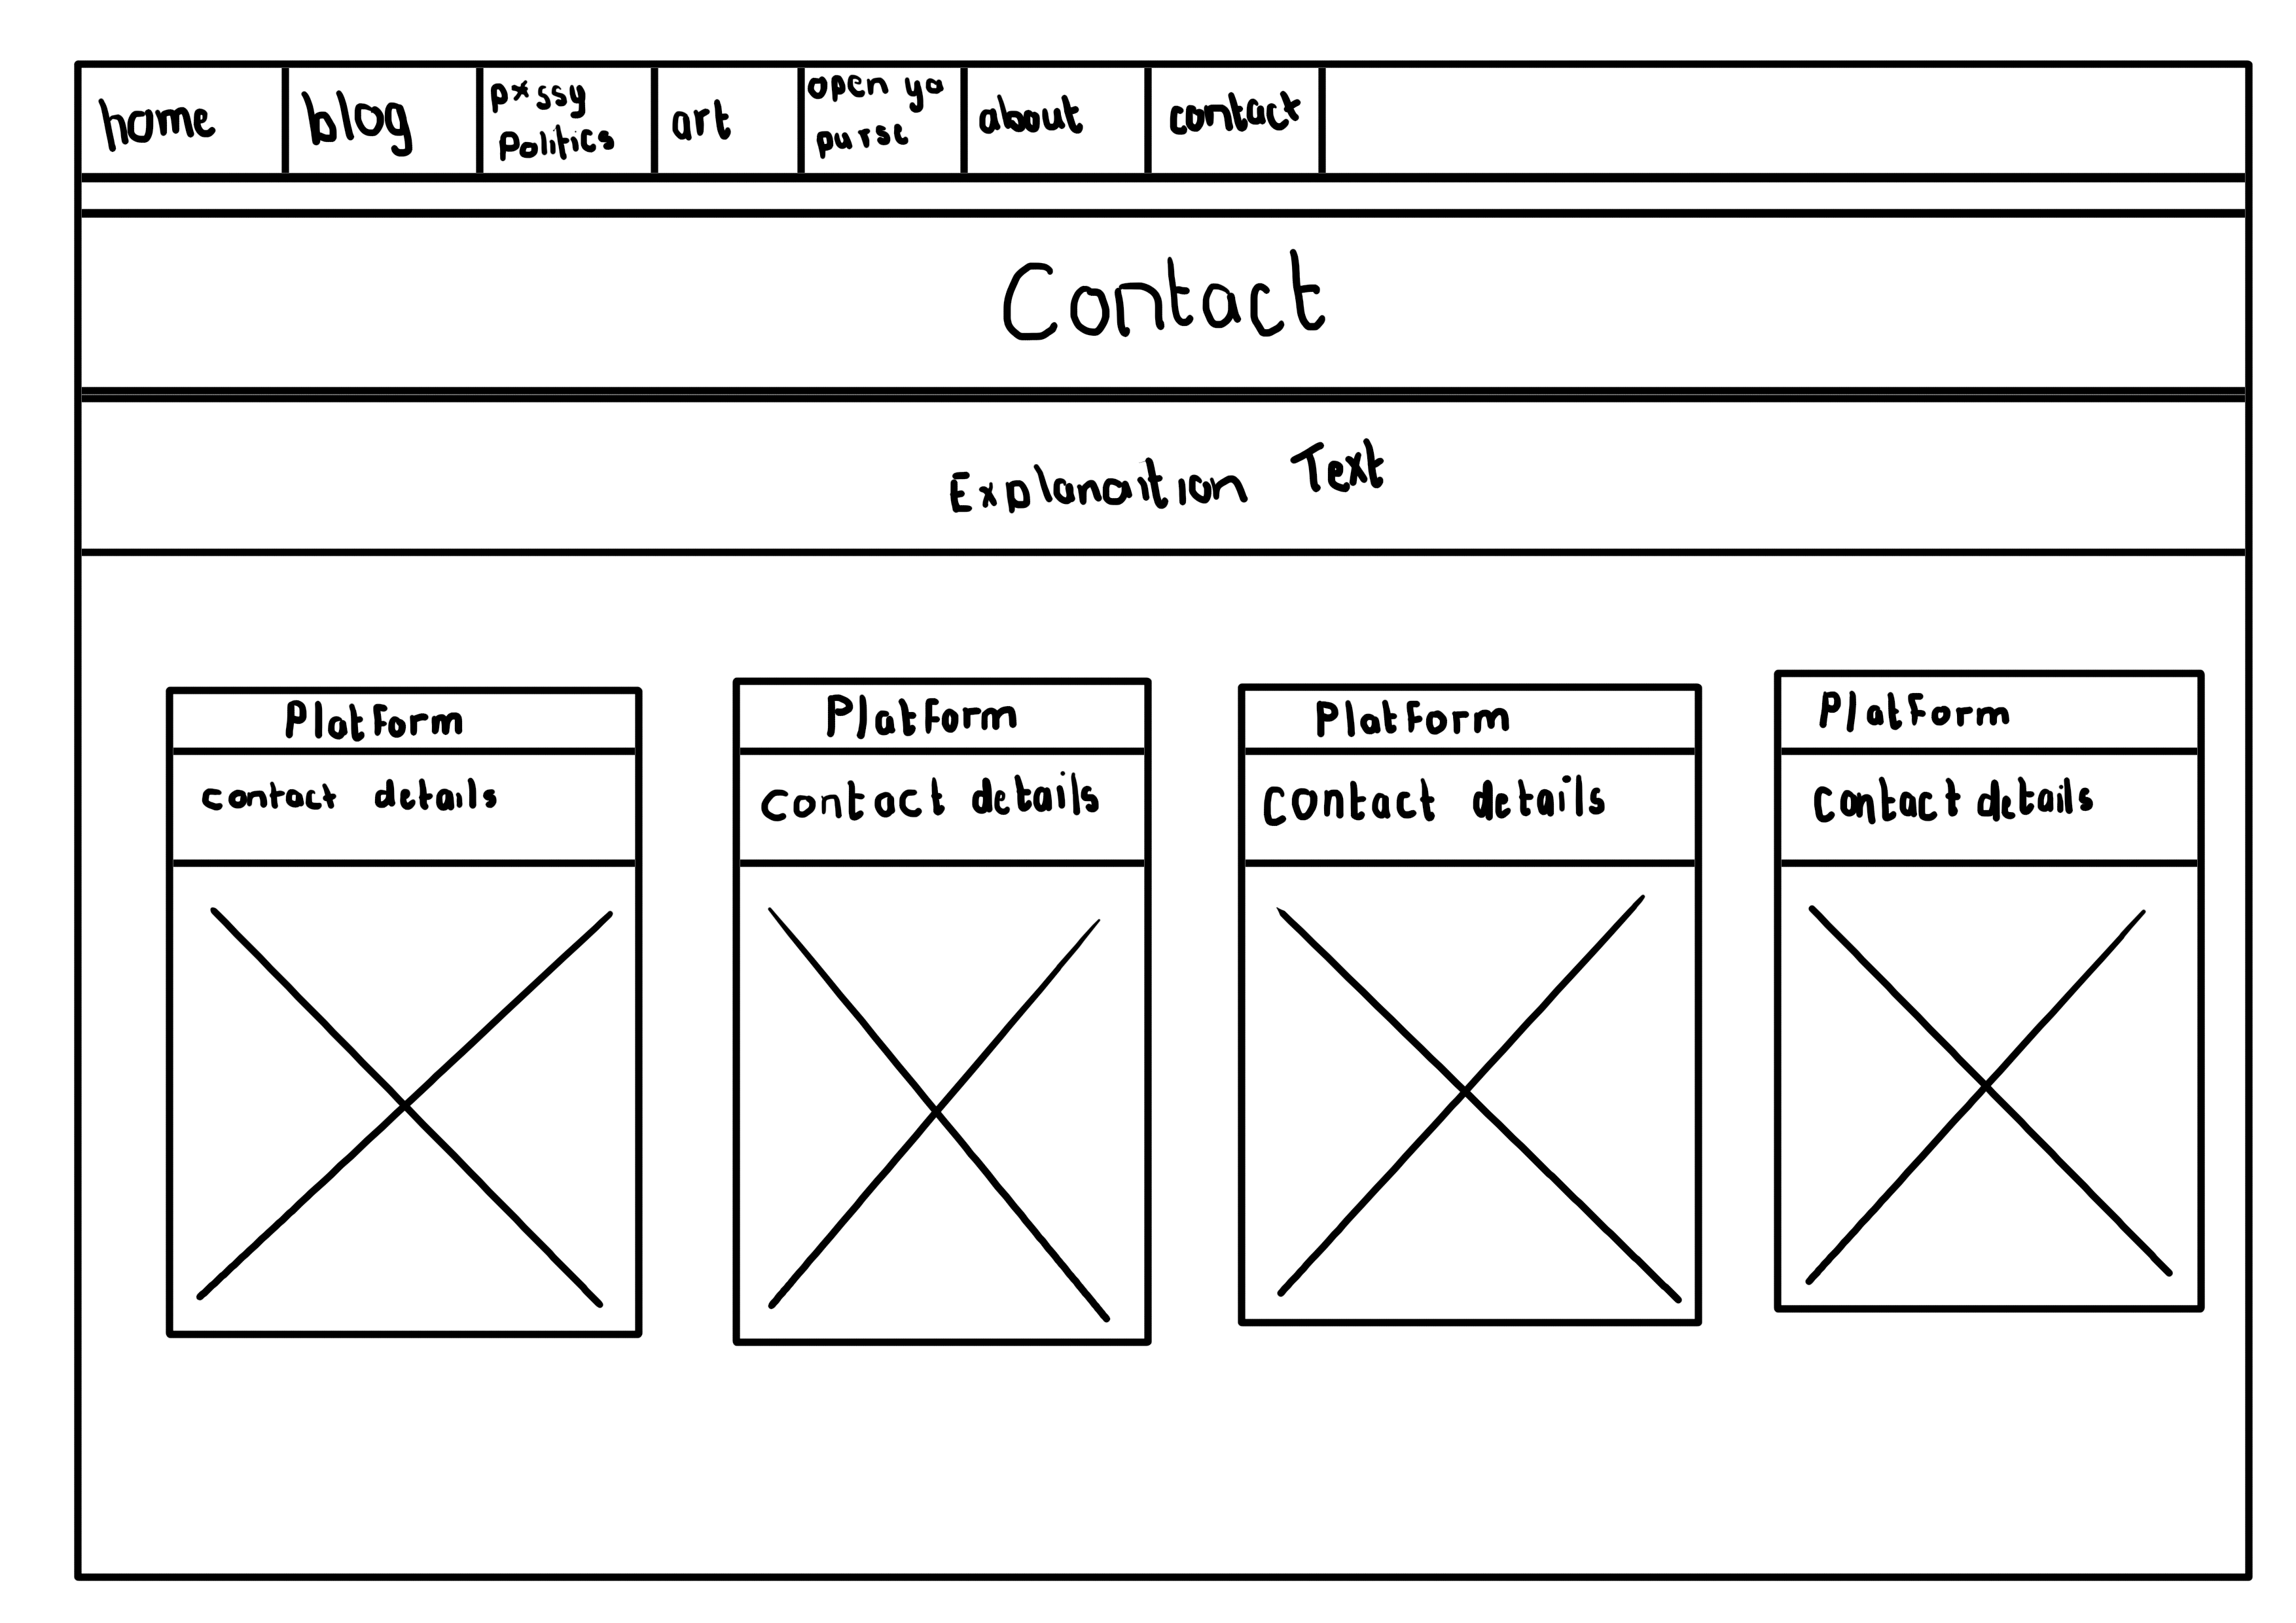 home blog p*ssy politics art open ya purse about contact
Contact
Explanation Text
Platform Platform Platform Platform
contact details contact details contact details contact details